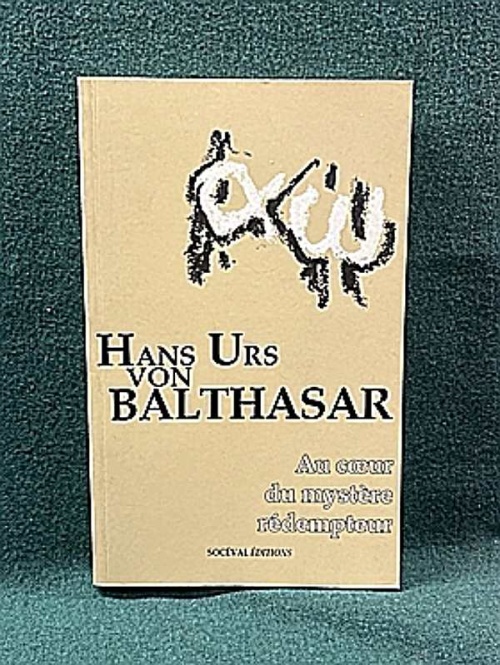 HANS URS
VON
BALTHASAR
Au cœur
du mystère
rédempteur
SOCÉVAL ÉDITIONS